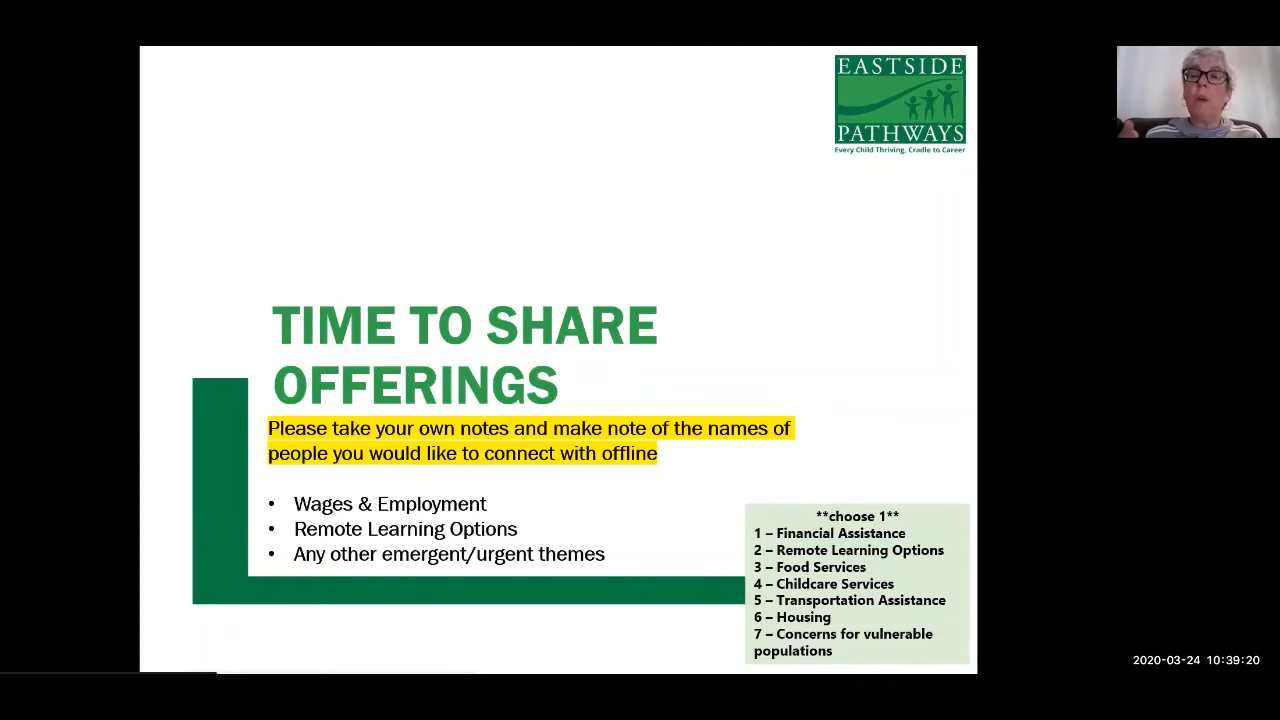 EASTSIDE
PATHWAYS
Every Child Thriving, Cradle to Career
TIME TO SHARE
OFFERINGS
Please take your own notes and make note of the names of
people you would like to connect with offline
• Wages & Employment
• Remote Learning Options
• Any other emergent/urgent themes
**choose 1**
1 – Financial Assistance
2 – Remote Learning Options
3 – Food Services
4 – Childcare Services
5 – Transportation Assistance
6 – Housing
7 – Concerns for vulnerable
populations
2020-03-24 10:39:20